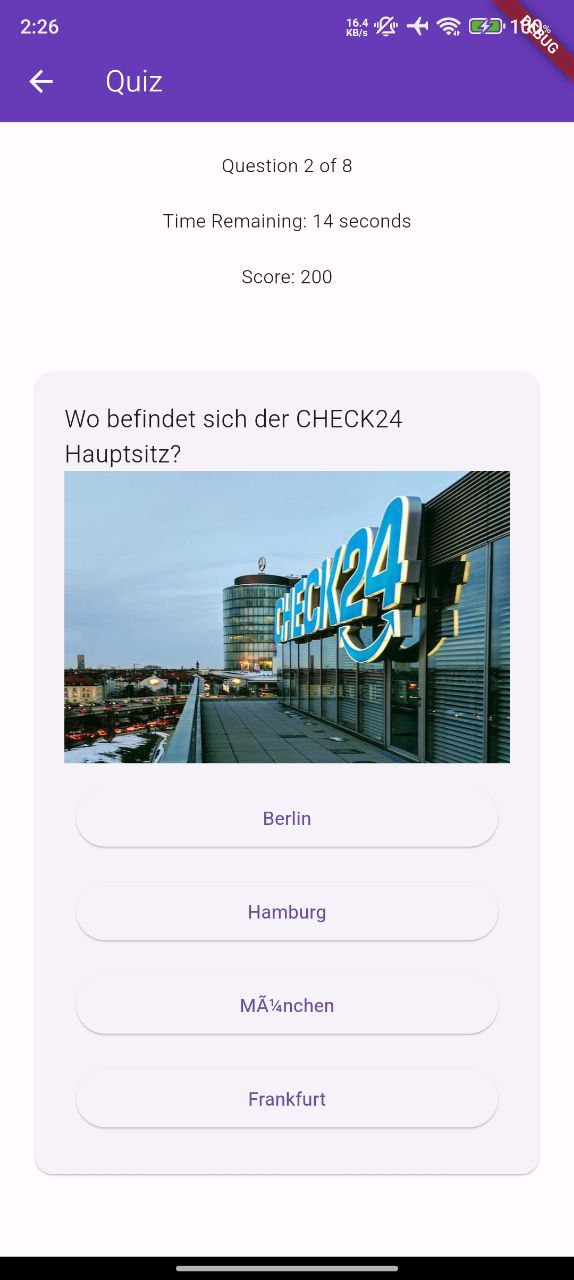 2:26
16.4
KB/s
100%
DEBUG
Quiz
Question 2 of 8
Time Remaining: 14 seconds
Score: 200
Wo befindet sich der CHECK24
Hauptsitz?
CHECK24
Berlin
Hamburg
MÃ¼nchen
Frankfurt